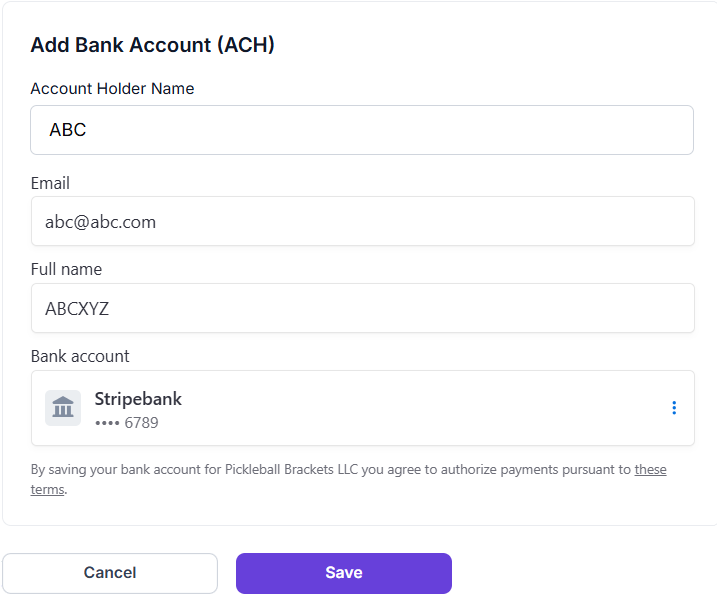 Add Bank Account (ACH)
Account Holder Name
ABC
Email
abc@abc.com
Full name
ABCXYZ
Bank account
Stripebank
•••• 6789
By saving your bank account for Pickleball Brackets LLC you agree to authorize payments pursuant to these
terms.
Cancel
Save